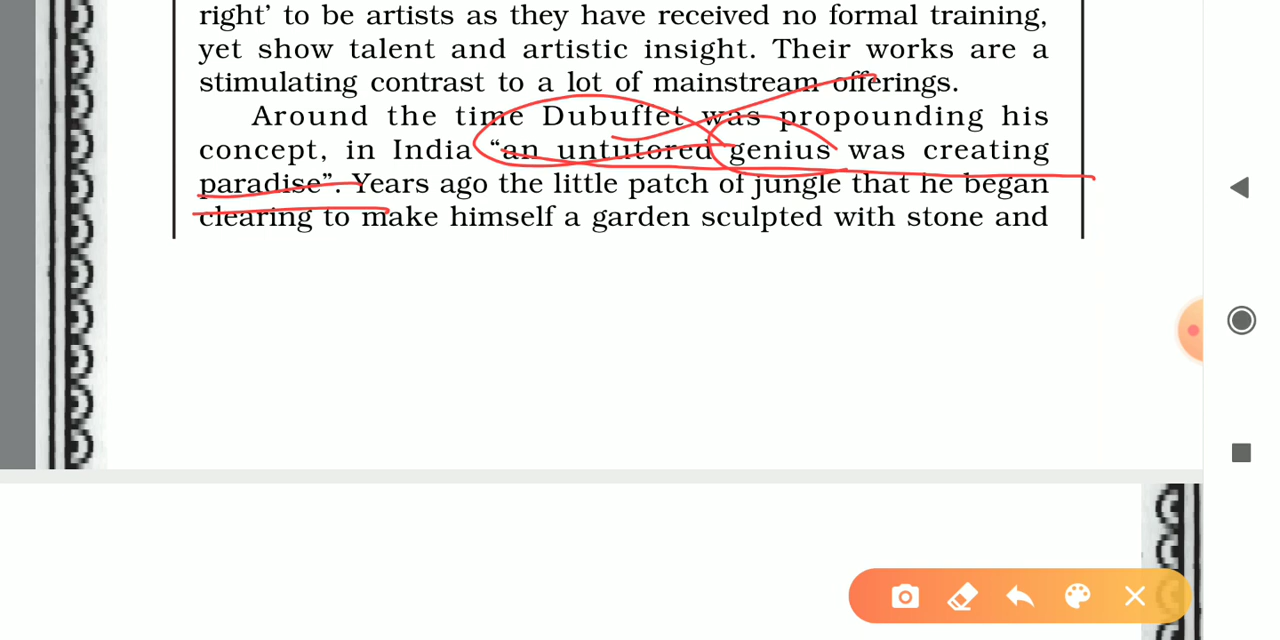 right’ to be artists as they have received no formal training,
yet show talent and artistic insight. Their works are a
stimulating contrast to a lot of mainstream offerings.
Around the time Dubuffet was propounding his
concept, in India “an untutored genius was creating
paradise”. Years ago the little patch of jungle that he began
clearing to make himself a garden sculpted with stone and